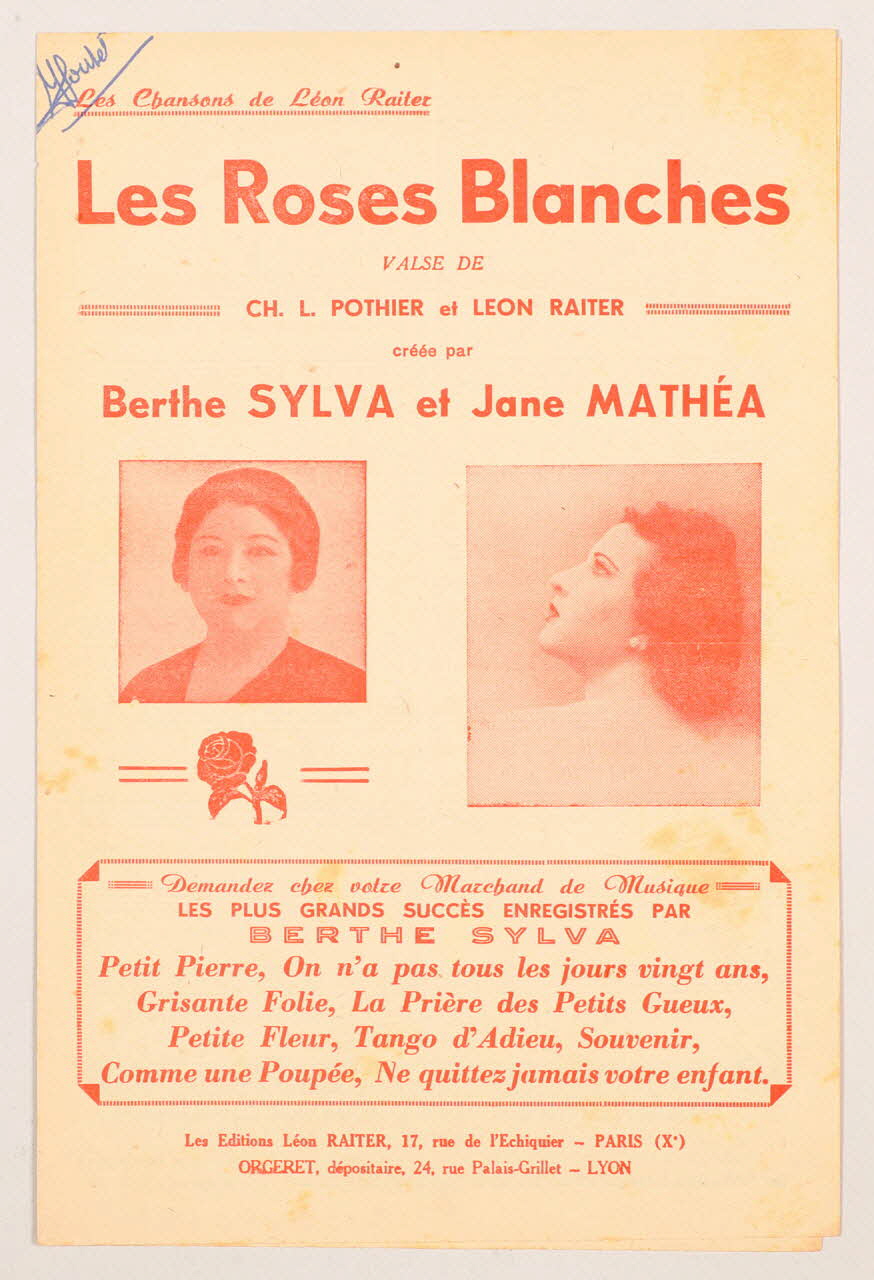 Les Chansons de Léon Raiter
Les Roses Blanches
VALSE DE
CH. L. POTHIER et LEON RAITER
créée par
Berthe SYLVA et Jane MATHÉA
Demandez chez votre Marchand de Musique
LES PLUS GRANDS SUCCÈS ENREGISTRÉS PAR
BERTHE SYLVA
Petit Pierre, On n'a pas tous les jours vingt ans,
Grisante Folie, La Prière des Petits Gueux,
Petite Fleur, Tango d'Adieu, Souvenir,
Comme une Poupée, Ne quittez jamais votre enfant.
Les Editions Léon RAITER, 17, rue de l'Echiquier – PARIS (Xᵉ)
ORGERET, dépositaire, 24, rue Palais-Grillet – LYON